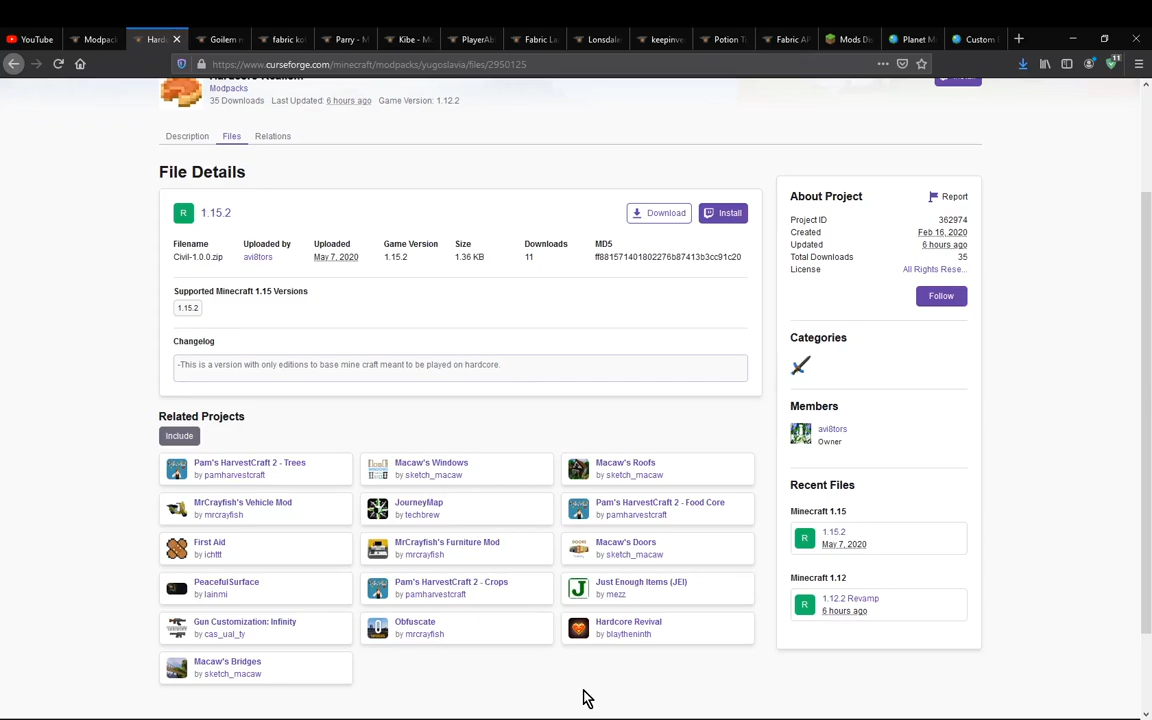 YouTube
Modpack
Harda
Goilem m
fabric kot
Parry - M
Kibe - Mo
PlayerAbi
Fabric La
Lonsdale
keepinve
Potion T
Fabric AP
Mods Dis
Planet M
Custom P
https://www.curseforge.com/minecraft/modpacks/yugoslavia/files/2950125
11
Hardcore Realism
Install
Modpacks
35 Downloads Last Updated: 6 hours ago Game Version: 1.12.2
Description Files Relations
File Details
R 1.15.2
Download
Install
Filename Uploaded by Uploaded Game Version Size Downloads MD5
Civil-1.0.0.zip avi8tors May 7, 2020 1.15.2 1.36 KB 11 ff881571401802276b87413b3cc91c20
Supported Minecraft 1.15 Versions
1.15.2
Changelog
-This is a version with only editions to base mine craft meant to be played on hardcore.
Related Projects
Include
Pam's HarvestCraft 2 - Trees
by pamharvestcraft
Macaw's Windows
by sketch_macaw
Macaw's Roofs
by sketch_macaw
MrCrayfish's Vehicle Mod
by mrcrayfish
JourneyMap
by techbrew
Pam's HarvestCraft 2 - Food Core
by pamharvestcraft
First Aid
by ichttt
MrCrayfish's Furniture Mod
by mrcrayfish
Macaw's Doors
by sketch_macaw
PeacefulSurface
by lainmi
Pam's HarvestCraft 2 - Crops
by pamharvestcraft
Just Enough Items (JEI)
by mezz
Gun Customization: Infinity
by cas_ual_ty
Obfuscate
by mrcrayfish
Hardcore Revival
by blaytheninth
Macaw's Bridges
by sketch_macaw
About Project
Report
Project ID 362974
Created Feb 16, 2020
Updated 6 hours ago
Total Downloads 35
License All Rights Rese...
Follow
Categories
Members
avi8tors
Owner
Recent Files
Minecraft 1.15
R 1.15.2
May 7, 2020
Minecraft 1.12
R 1.12.2 Revamp
6 hours ago